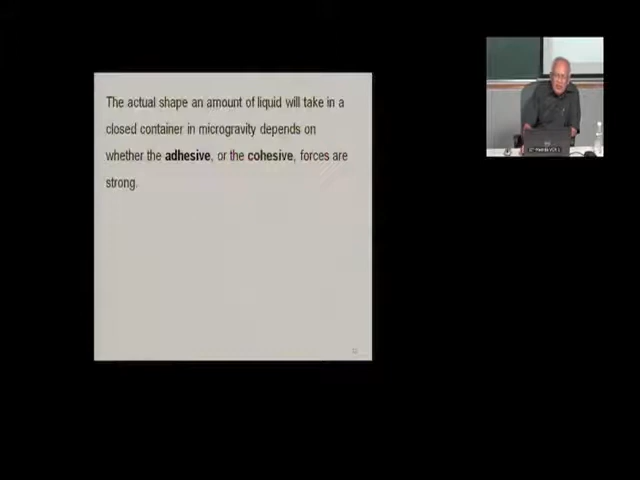 The actual shape an amount of liquid will take in a
closed container in microgravity depends on
whether the adhesive, or the cohesive, forces are
strong.